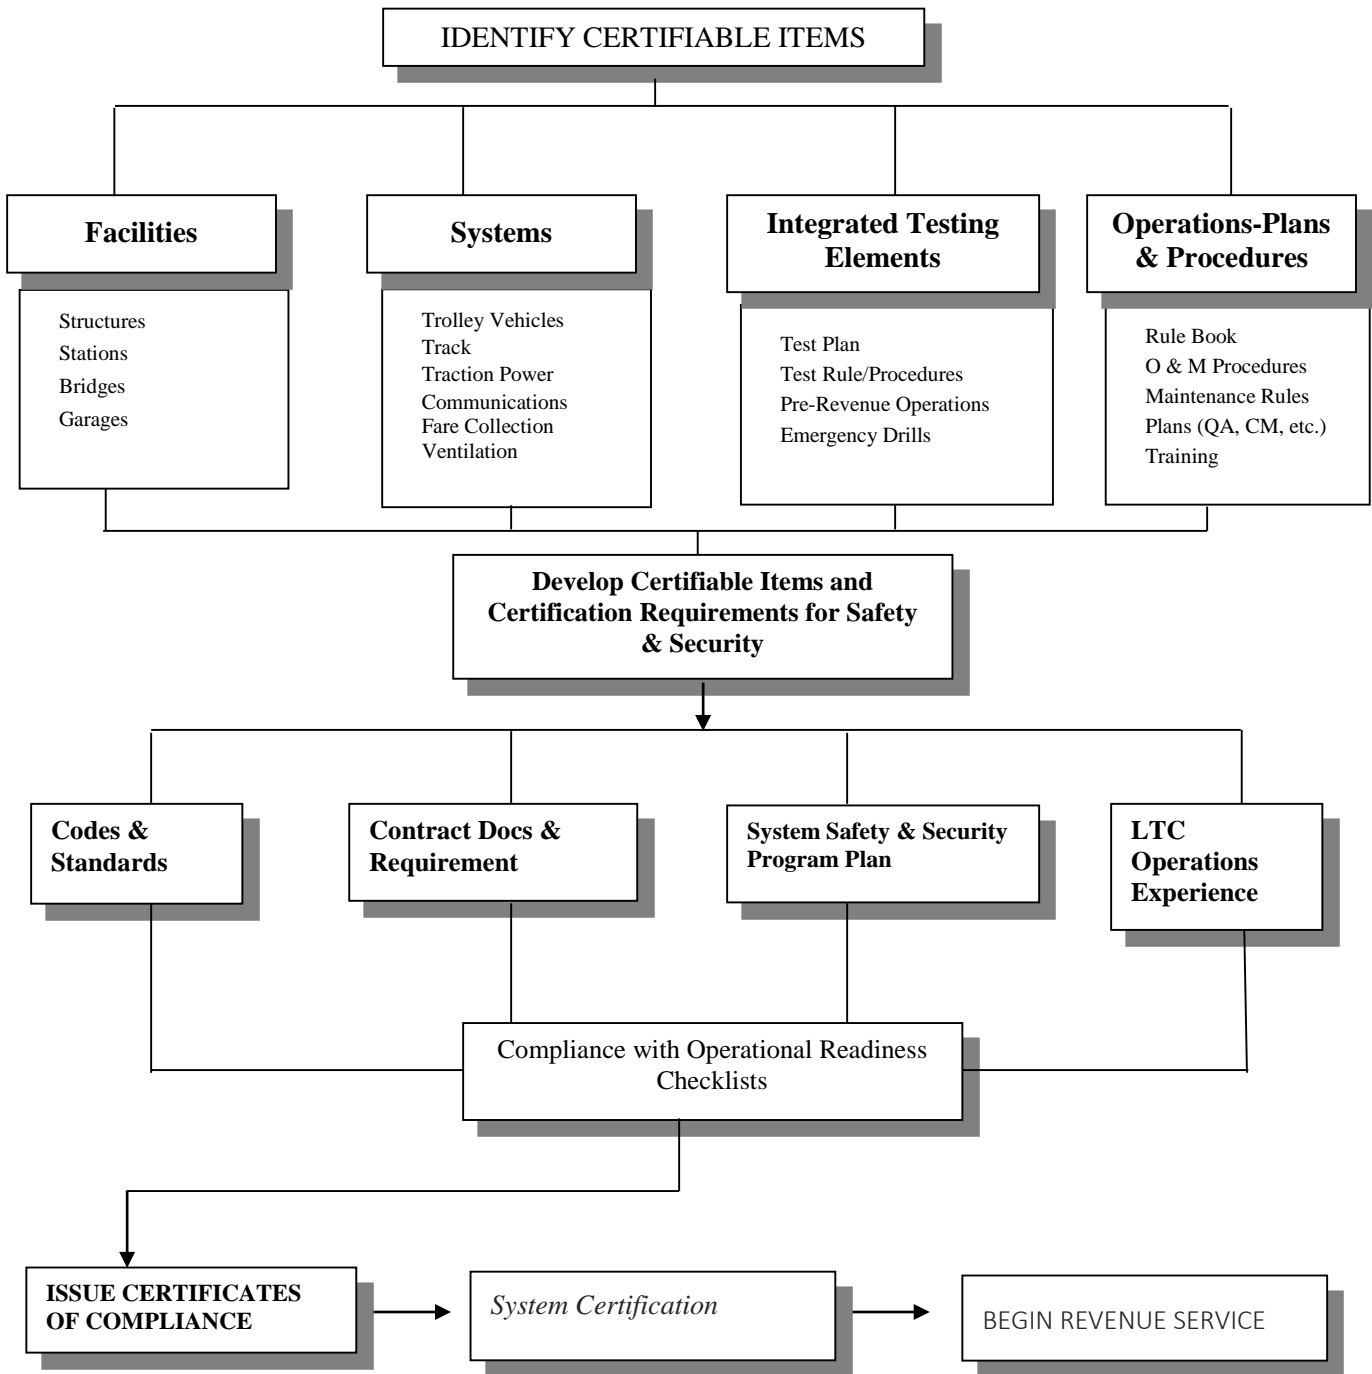 IDENTIFY CERTIFIABLE ITEMS
Facilities
Structures
Stations
Bridges
Garages
Systems
Trolley Vehicles
Track
Traction Power
Communications
Fare Collection
Ventilation
Integrated Testing
Elements
Test Plan
Test Rule/Procedures
Pre-Revenue Operations
Emergency Drills
Operations-Plans
& Procedures
Rule Book
O & M Procedures
Maintenance Rules
Plans (QA, CM, etc.)
Training
Develop Certifiable Items and
Certification Requirements for Safety
& Security
Codes &
Standards
Contract Docs &
Requirement
System Safety & Security
Program Plan
LTC
Operations
Experience
Compliance with Operational Readiness
Checklists
ISSUE CERTIFICATES
OF COMPLIANCE
System Certification
BEGIN REVENUE SERVICE